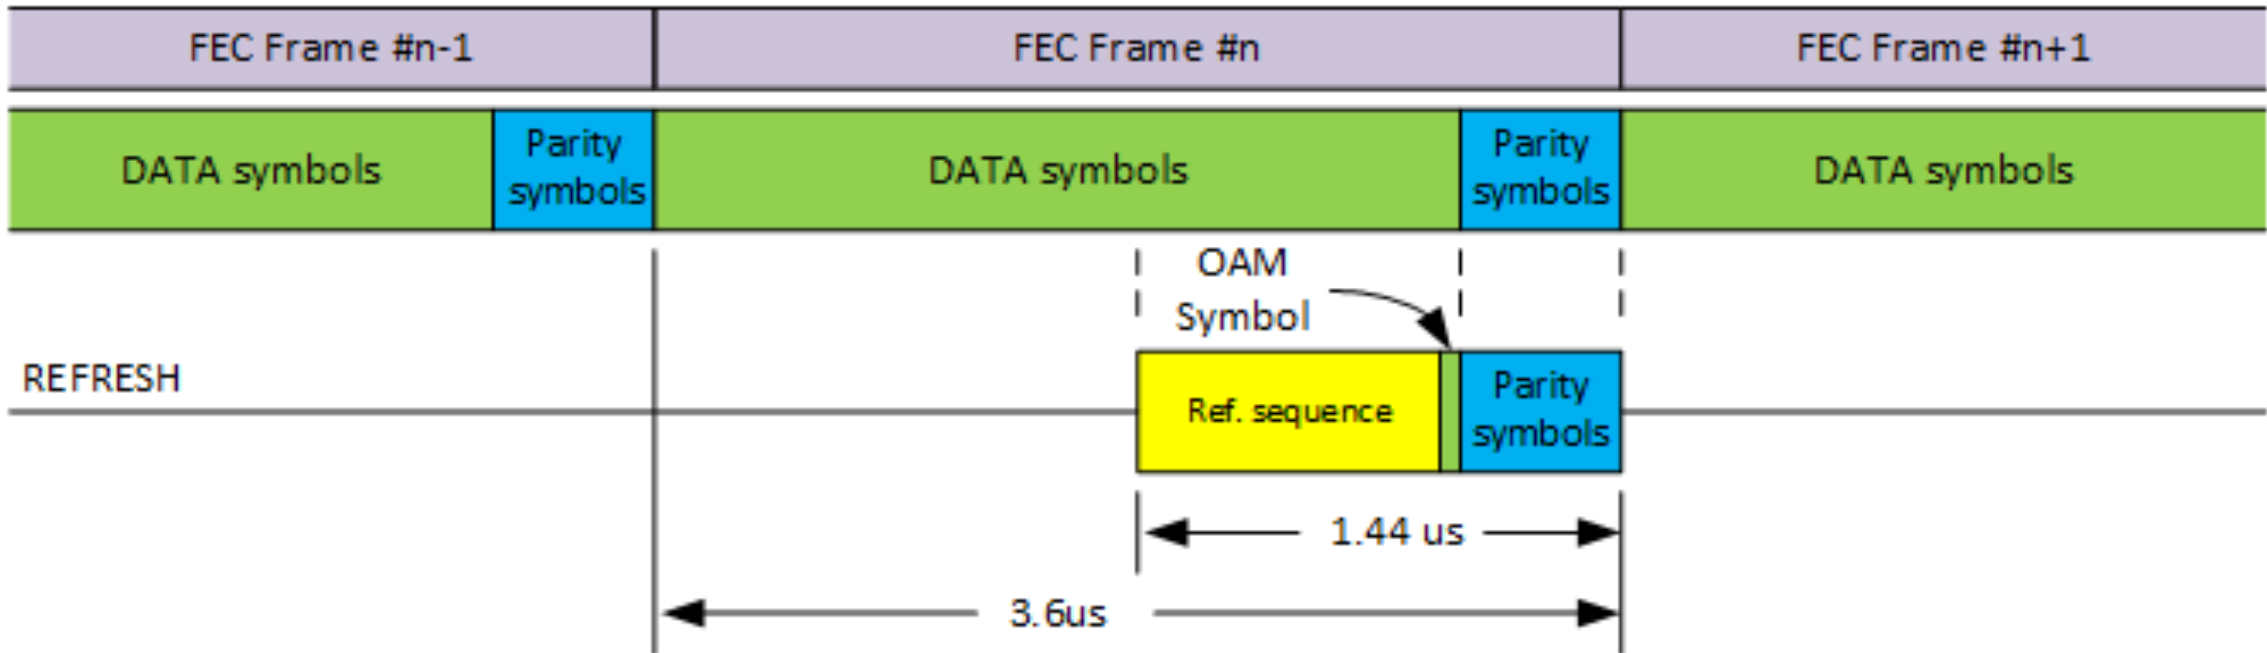 FEC Frame #n-1
FEC Frame #n
FEC Frame #n+1
DATA symbols
Parity
symbols
DATA symbols
Parity
symbols
DATA symbols
OAM
Symbol
REFRESH
Ref. sequence
Parity
symbols
1.44 us
3.6us